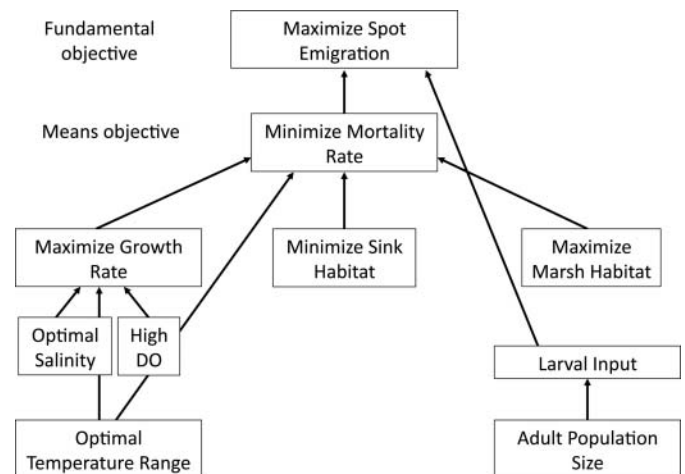 Fundamental
objective
Maximize Spot
Emigration
Means objective
Minimize Mortality
Rate
Maximize Growth
Rate
Minimize Sink
Habitat
Maximize
Marsh Habitat
Optimal
Salinity
High
DO
Larval Input
Optimal
Temperature Range
Adult Population
Size